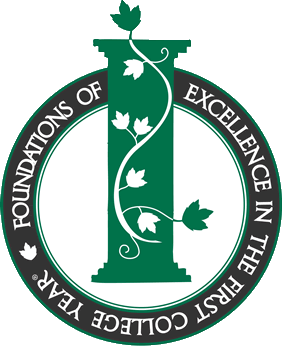 FOUNDATIONS OF EXCELLENCE IN THE FIRST COLLEGE YEAR ®